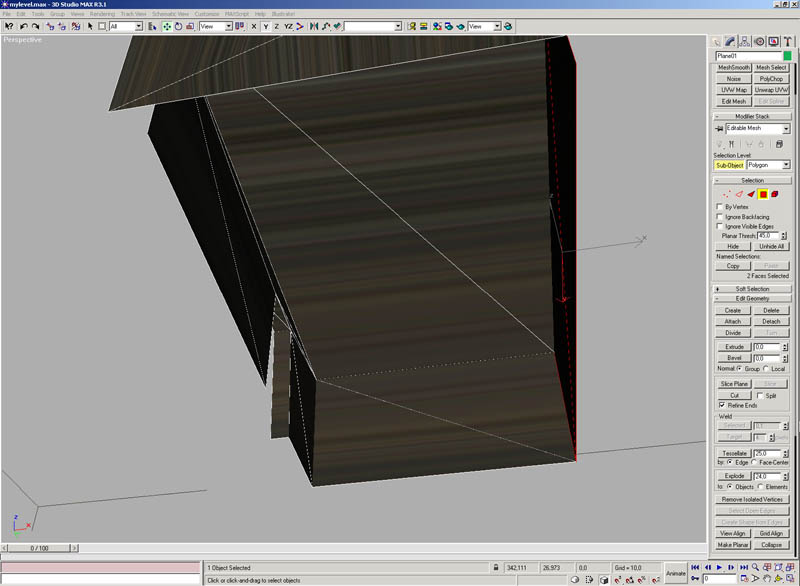 mylevel.max - 3D Studio MAX R3.1
File Edit Tools Group Views Rendering Track View Schematic View Customize MAXScript Help Illustrate!
All View X Y Z YZ View
Perspective
Plane01
MeshSmooth Mesh Select
Noise PolyChop
UVW Map Unwrap UVW
Edit Mesh Edit Spline
- Modifier Stack
Editable Mesh
Selection Level:
Sub-Object Polygon
- Selection
By Vertex
Ignore Backfacing
Ignore Visible Edges
Planar Thresh: 45,0
Hide Unhide All
Named Selections:
Copy Paste
2 Faces Selected
+ Soft Selection
- Edit Geometry
Create Delete
Attach Detach
Divide Turn
Extrude 0,0
Bevel 0,0
Normal: Group Local
Slice Plane Slice
Cut Split
Refine Ends
Weld
Selected 0,1
Target 4 pixels
Tessellate 25,0
by: Edge Face-Center
Explode 24,0
to: Objects Elements
Remove Isolated Vertices
Select Open Edges
Create Shape from Edges
View Align Grid Align
Make Planar Collapse
z
x
z
x
< 0 / 100 >
1 Object Selected 342,111 26,973 0,0 Grid = 10,0
Click or click-and-drag to select objects
Animate
0